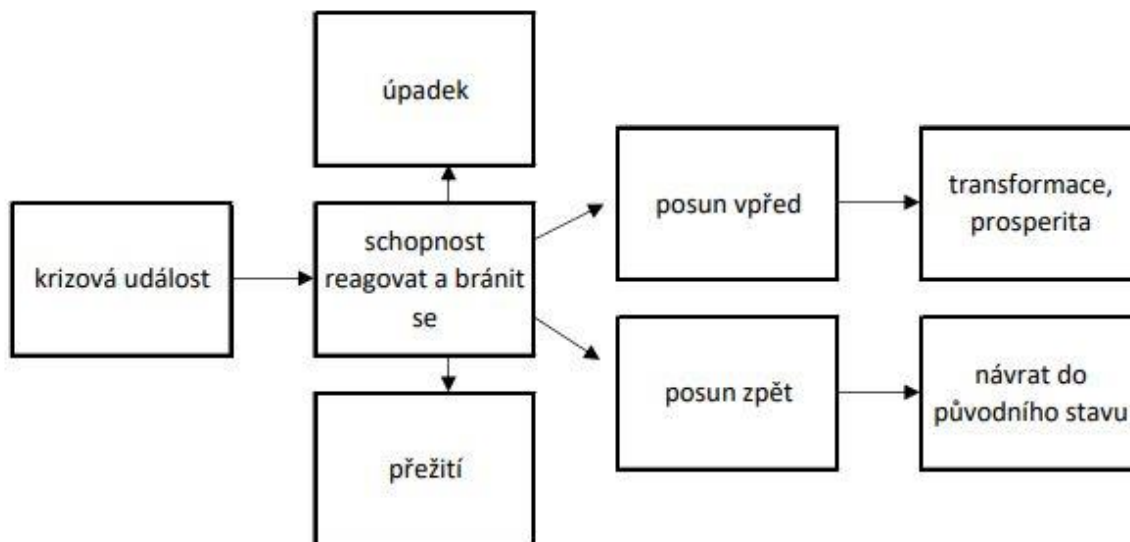 úpadek
posun vpřed
transformace,
prosperita
krizová událost
schopnost
reagovat a bránit
se
posun zpět
návrat do
původního stavu
přežití